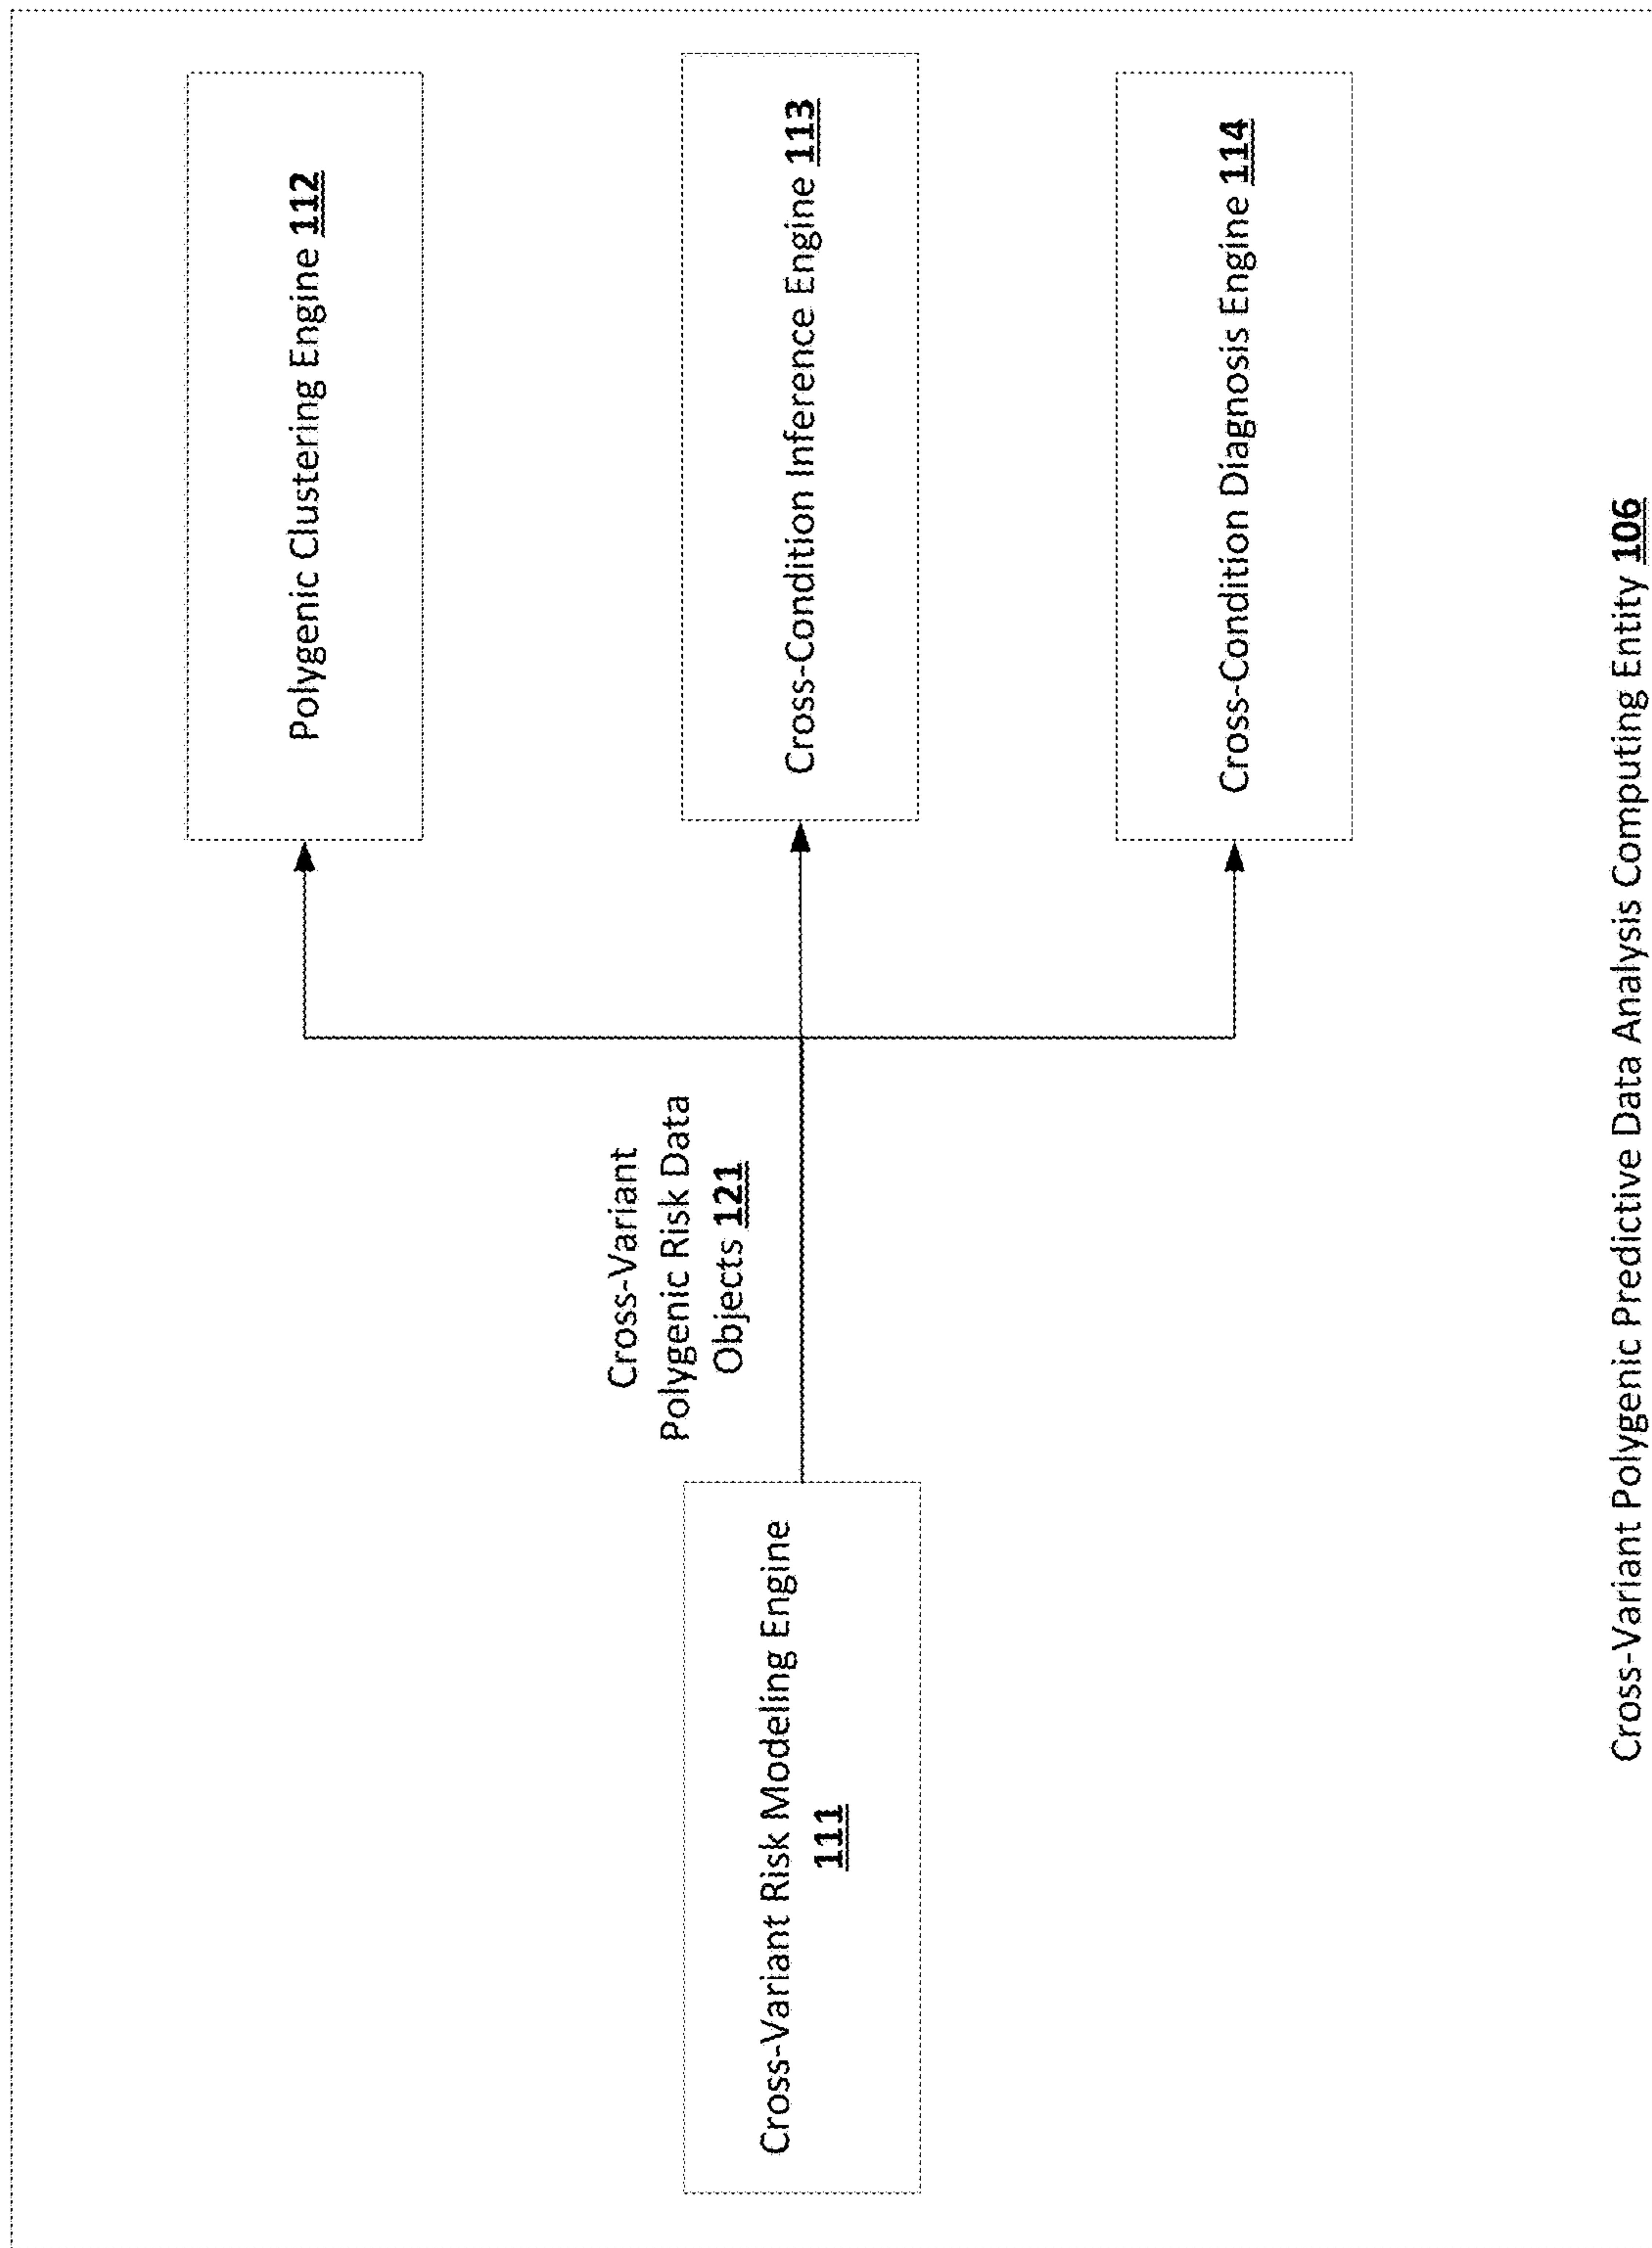 Polygenic Clustering Engine 112
Cross-Variant
Polygenic Risk Data
Objects 121
Cross-Variant Risk Modeling Engine
111
Cross-Condition Inference Engine 113
Cross-Condition Diagnosis Engine 114
Cross-Variant Polygenic Predictive Data Analysis Computing Entity 106